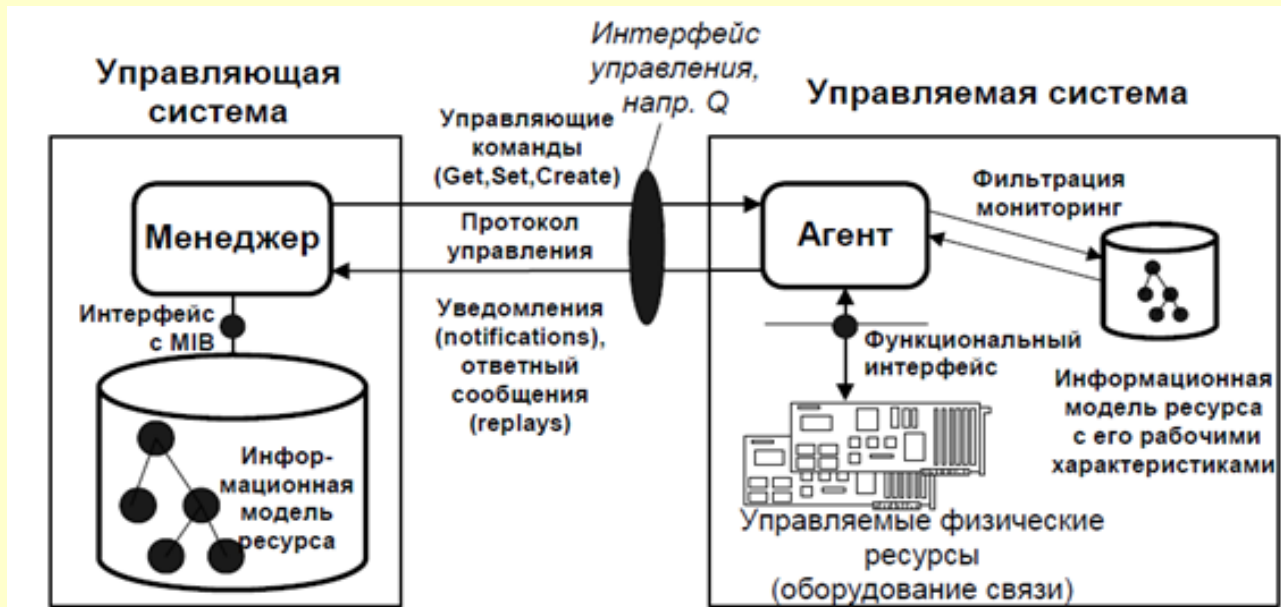 Управляющая
система
Менеджер
Интерфейс
с MIB
Инфор-
мационная
модель
ресурса
Интерфейс
управления,
напр. Q
Управляющие
команды
(Get,Set,Create)
Протокол
управления
Уведомления
(notifications),
ответный
сообщения
(replays)
Управляемая система
Агент
Фильтрация
мониторинг
Функциональный
интерфейс
Информационная
модель ресурса
с его рабочими
характеристиками
Управляемые физические
ресурсы
(оборудование связи)